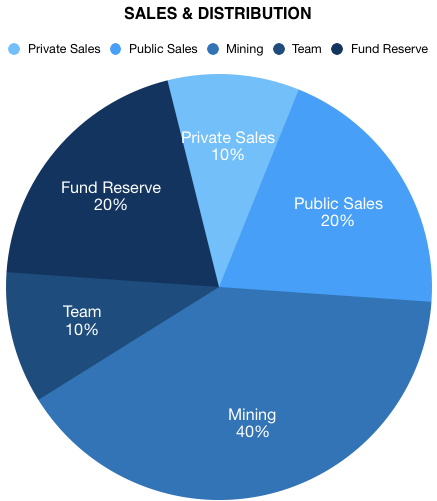 SALES & DISTRIBUTION
Private Sales Public Sales Mining Team Fund Reserve
Private Sales
10%
Public Sales
20%
Fund Reserve
20%
Team
10%
Mining
40%